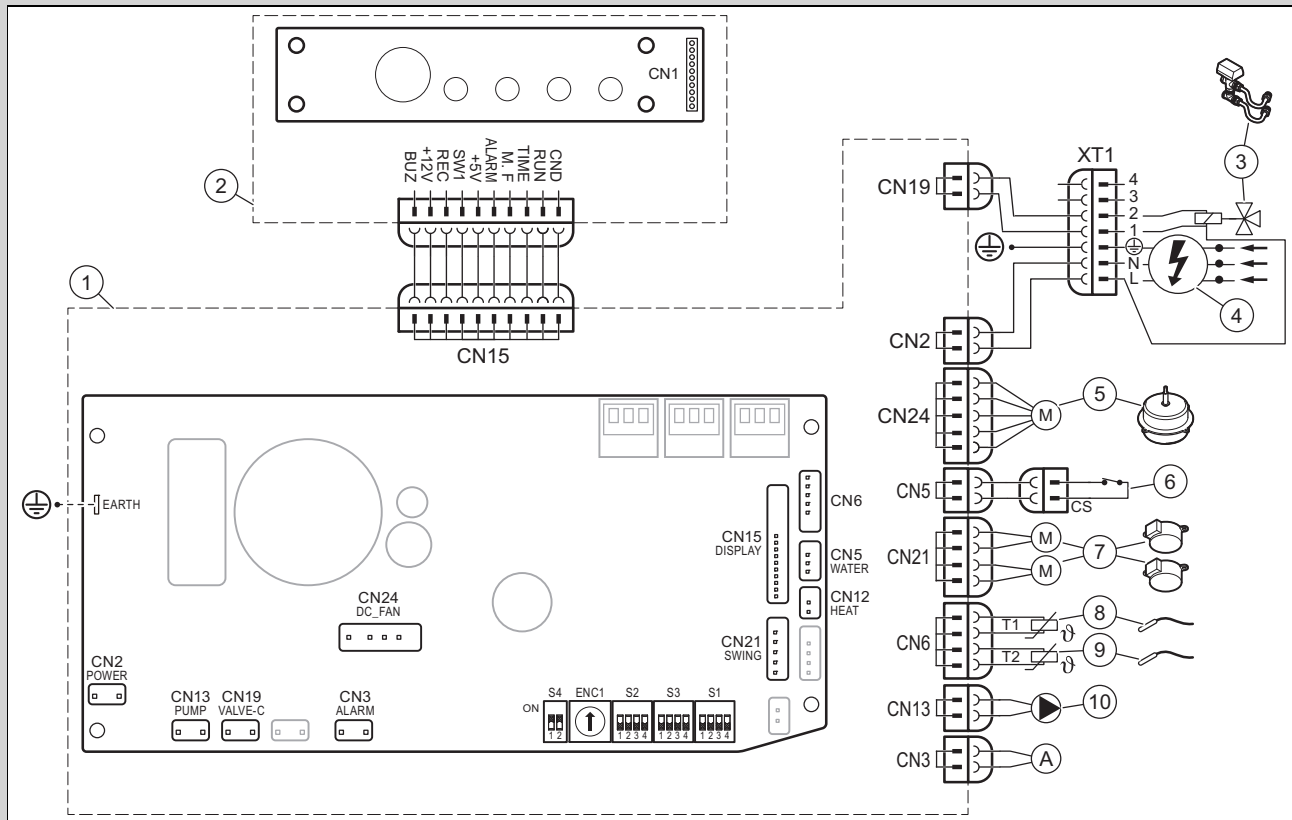 CN1
BUZ
+12V
REC
SW1
+5V
ALARM
M. F
TIME
RUN
CND
2
1
CN15
CN19
XT1
4
3
2
1
N
L
3
4
CN2
CN24
M
5
CN5
CS
6
CN21
M
M
7
CN6
T1
ϑ
8
T2
ϑ
9
CN13
10
CN3
A
EARTH
CN6
CN15
DISPLAY
CN5
WATER
CN12
HEAT
CN24
DC_FAN
CN21
SWING
CN2
POWER
CN13
PUMP
CN19
VALVE-C
CN3
ALARM
S4
ENC1
S2
S3
S1
ON
1 2
1 2 3 4
1 2 3 4
1 2 3 4